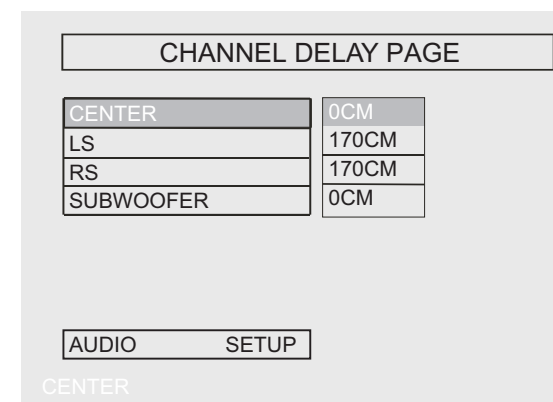 CHANNEL DELAY PAGE
CENTER 0CM
LS 170CM
RS 170CM
SUBWOOFER 0CM
AUDIO SETUP
CENTER